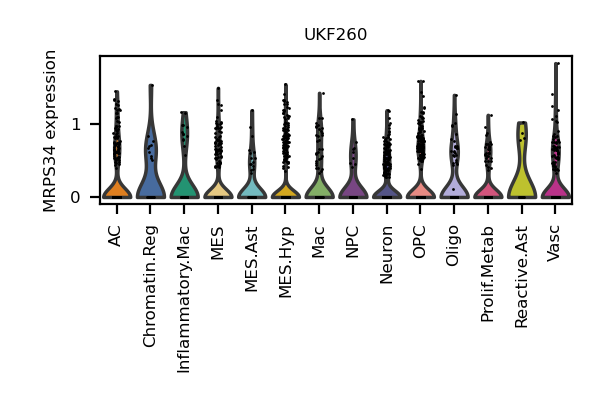 UKF260
MRPS34 expression
1
0
AC
Chromatin.Reg
Inflammatory.Mac
MES
MES.Ast
MES.Hyp
Mac
NPC
Neuron
OPC
Oligo
Prolif.Metab
Reactive.Ast
Vasc